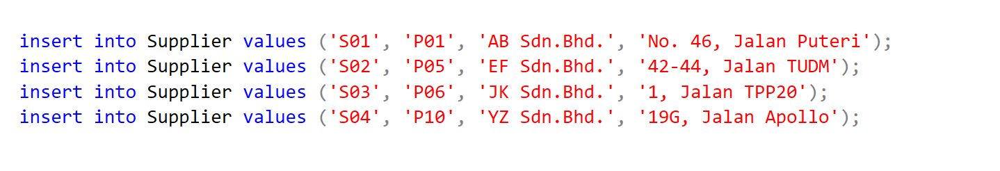 insert into Supplier values ('S01', 'P01', 'AB Sdn.Bhd.', 'No. 46, Jalan Puteri');
insert into Supplier values ('S02', 'P05', 'EF Sdn.Bhd.', '42-44, Jalan TUDM');
insert into Supplier values ('S03', 'P06', 'JK Sdn.Bhd.', '1, Jalan TPP20');
insert into Supplier values ('S04', 'P10', 'YZ Sdn.Bhd.', '19G, Jalan Apollo');